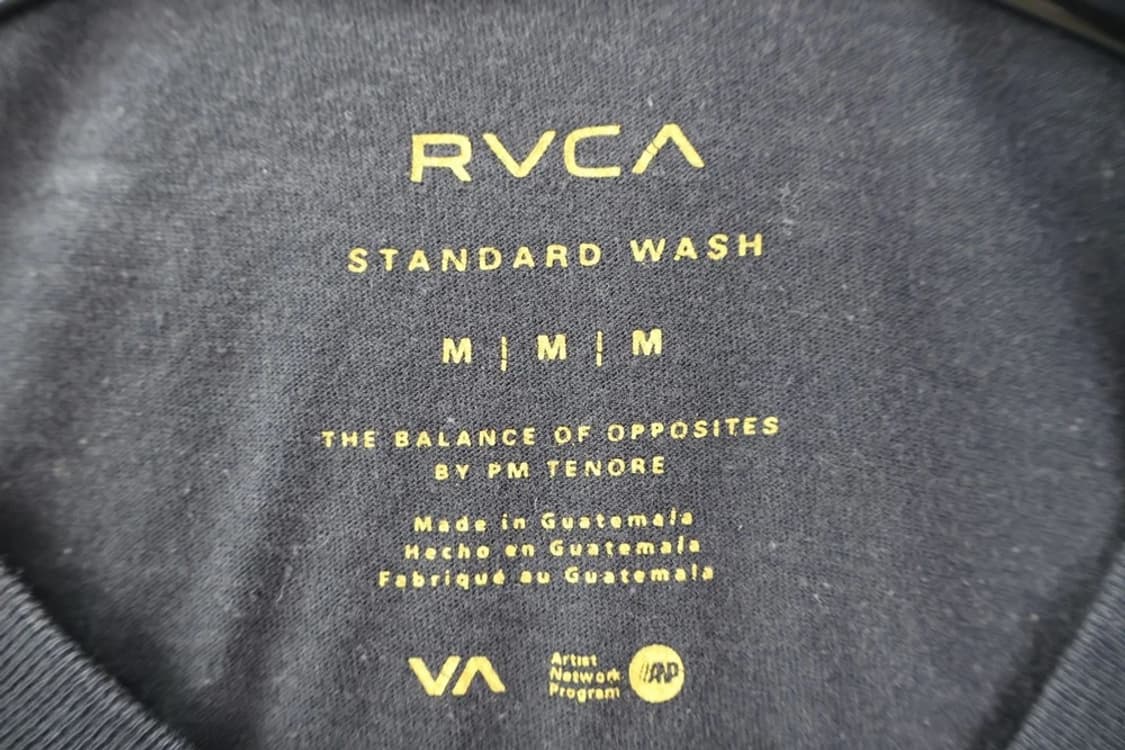 RVCA
STANDARD WASH
M | M | M
THE BALANCE OF OPPOSITES
BY PM TENORE
Made in Guatemala
Hecho en Guatemala
Fabriqué au Guatemala
VA
Artist
Network
Program
ANP